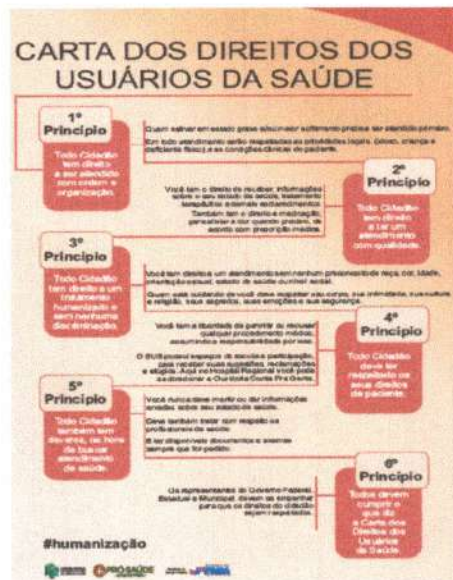 CARTA DOS DIREITOS DOS
USUÁRIOS DA SAÚDE
1º
Princípio
Todo Cidadão
tem direito
a ser atendido
com ordem e
organização.
Quem estiver em estado grave e/ou maior sofrimento precisa ser atendido primeiro.
Em todo atendimento serão respeitadas as prioridades legais (idoso, criança e
deficiente físico) e as condições clínicas do paciente.
2º
Princípio
Todo Cidadão
tem direito
a ter um
atendimento
com qualidade.
Você tem o direito de receber informações
sobre o seu estado de saúde, tratamento
terapêutico e demais esclarecimentos.
Também tem o direito a medicação,
para aliviar a dor quando preciso, de
acordo com prescrição médica.
3º
Princípio
Todo Cidadão
tem direito a um
tratamento
humanizado e
sem nenhuma
discriminação.
Você tem direito a um atendimento sem nenhum preconceito de raça, cor, idade,
orientação sexual, estado de saúde ou nível social.
Quem está cuidando de você deve respeitar seu corpo, sua intimidade, sua cultura
e religião, seus segredos, suas emoções e sua segurança.
4º
Princípio
Todo Cidadão
deve ter
respeitado os
seus direitos
de paciente.
Você tem a liberdade de permitir ou recusar
qualquer procedimento médico,
assumindo a responsabilidade por isso.
O SUS possui espaços de escuta e participação,
para receber suas sugestões, reclamações
e elogios. Aqui no Hospital Regional você pode
5º
Princípio
Todo Cidadão
também tem
deveres, na hora
de buscar
atendimento
de saúde.
Você nunca deve mentir ou dar informações
erradas sobre seu estado de saúde.
Deve também tratar com respeito os
profissionais de saúde.
E ter disponíveis documentos e exames
sempre que for pedido.
6º
Princípio
Todos devem
cumprir o
que diz
a Carta dos
Direitos dos
Usuários
da Saúde.
Os representantes do Governo Federal,
Estadual e Municipal, devem se empenhar
para que os direitos do cidadão
sejam respeitados.
#humanização
PRÓ-SAÚDE